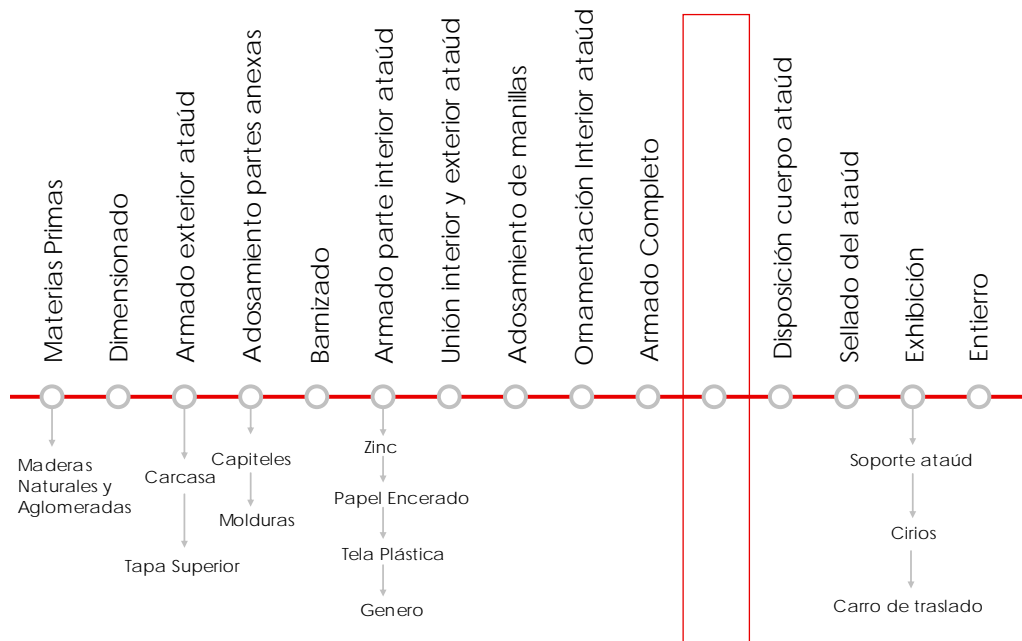 Materias Primas
Dimensionado
Armado exterior ataúd
Adosamiento partes anexas
Barnizado
Armado parte interior ataúd
Unión interior y exterior ataúd
Adosamiento de manillas
Ornamentación Interior ataúd
Armado Completo
Disposición cuerpo ataúd
Sellado del ataúd
Exhibición
Entierro
Maderas
Naturales y
Aglomeradas
Carcasa
Tapa Superior
Capiteles
Molduras
Zinc
Papel Encerado
Tela Plástica
Genero
Soporte ataúd
Cirios
Carro de traslado